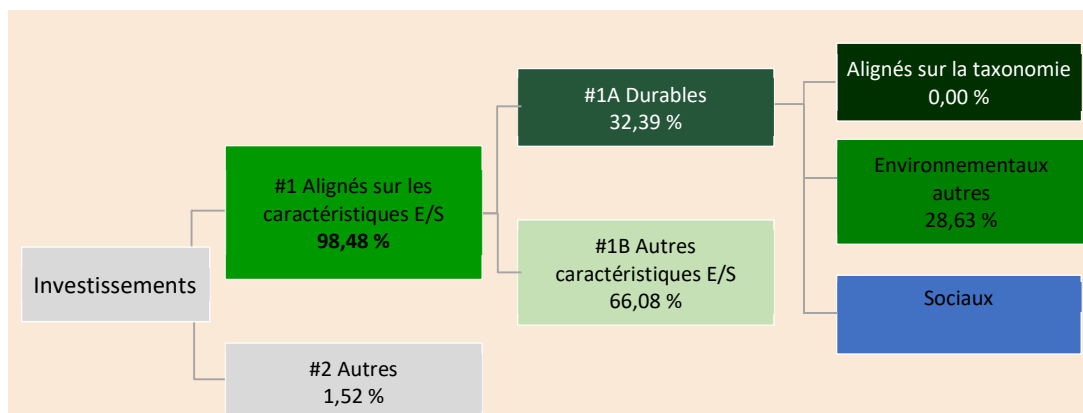 Investissements
#1 Alignés sur les
caractéristiques E/S
98,48 %
#2 Autres
1,52 %
#1A Durables
32,39 %
#1B Autres
caractéristiques E/S
66,08 %
Alignés sur la taxonomie
0,00 %
Environnementaux
autres
28,63 %
Sociaux